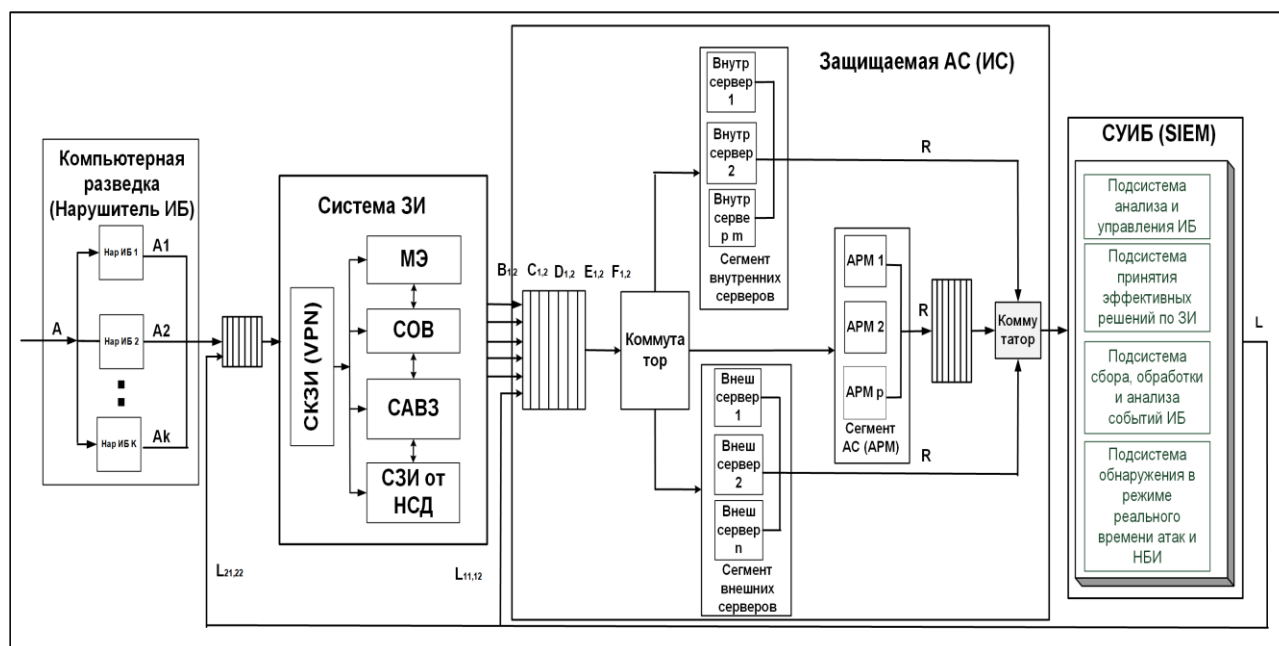 Компьютерная
разведка
(Нарушитель ИБ)
A
Нар ИБ 1
A1
Нар ИБ 2
A2
Нар ИБ К
Ak
L21,22
Система ЗИ
СКЗИ (VPN)
МЭ
СОВ
САВЗ
СЗИ от
НСД
L11,12
B1,2 C1,2 D1,2 E1,2 F1,2
Защищаемая АС (ИС)
Коммута
тор
Внутр
сервер
1
Внутр
сервер
2
Внутр
серве
р m
Сегмент
внутренних
серверов
R
АРМ 1
АРМ 2
АРМ p
Сегмент
АС (АРМ)
R
Внеш
сервер
1
Внеш
сервер
2
Внеш
сервер
n
Сегмент
внешних
серверов
R
Комму
татор
СУИБ (SIEM)
Подсистема
анализа и
управления ИБ
Подсистема
принятия
эффективных
решений по ЗИ
Подсистема
сбора, обработки
и анализа
событий ИБ
Подсистема
обнаружения в
режиме
реального
времени атак и
НБИ
L